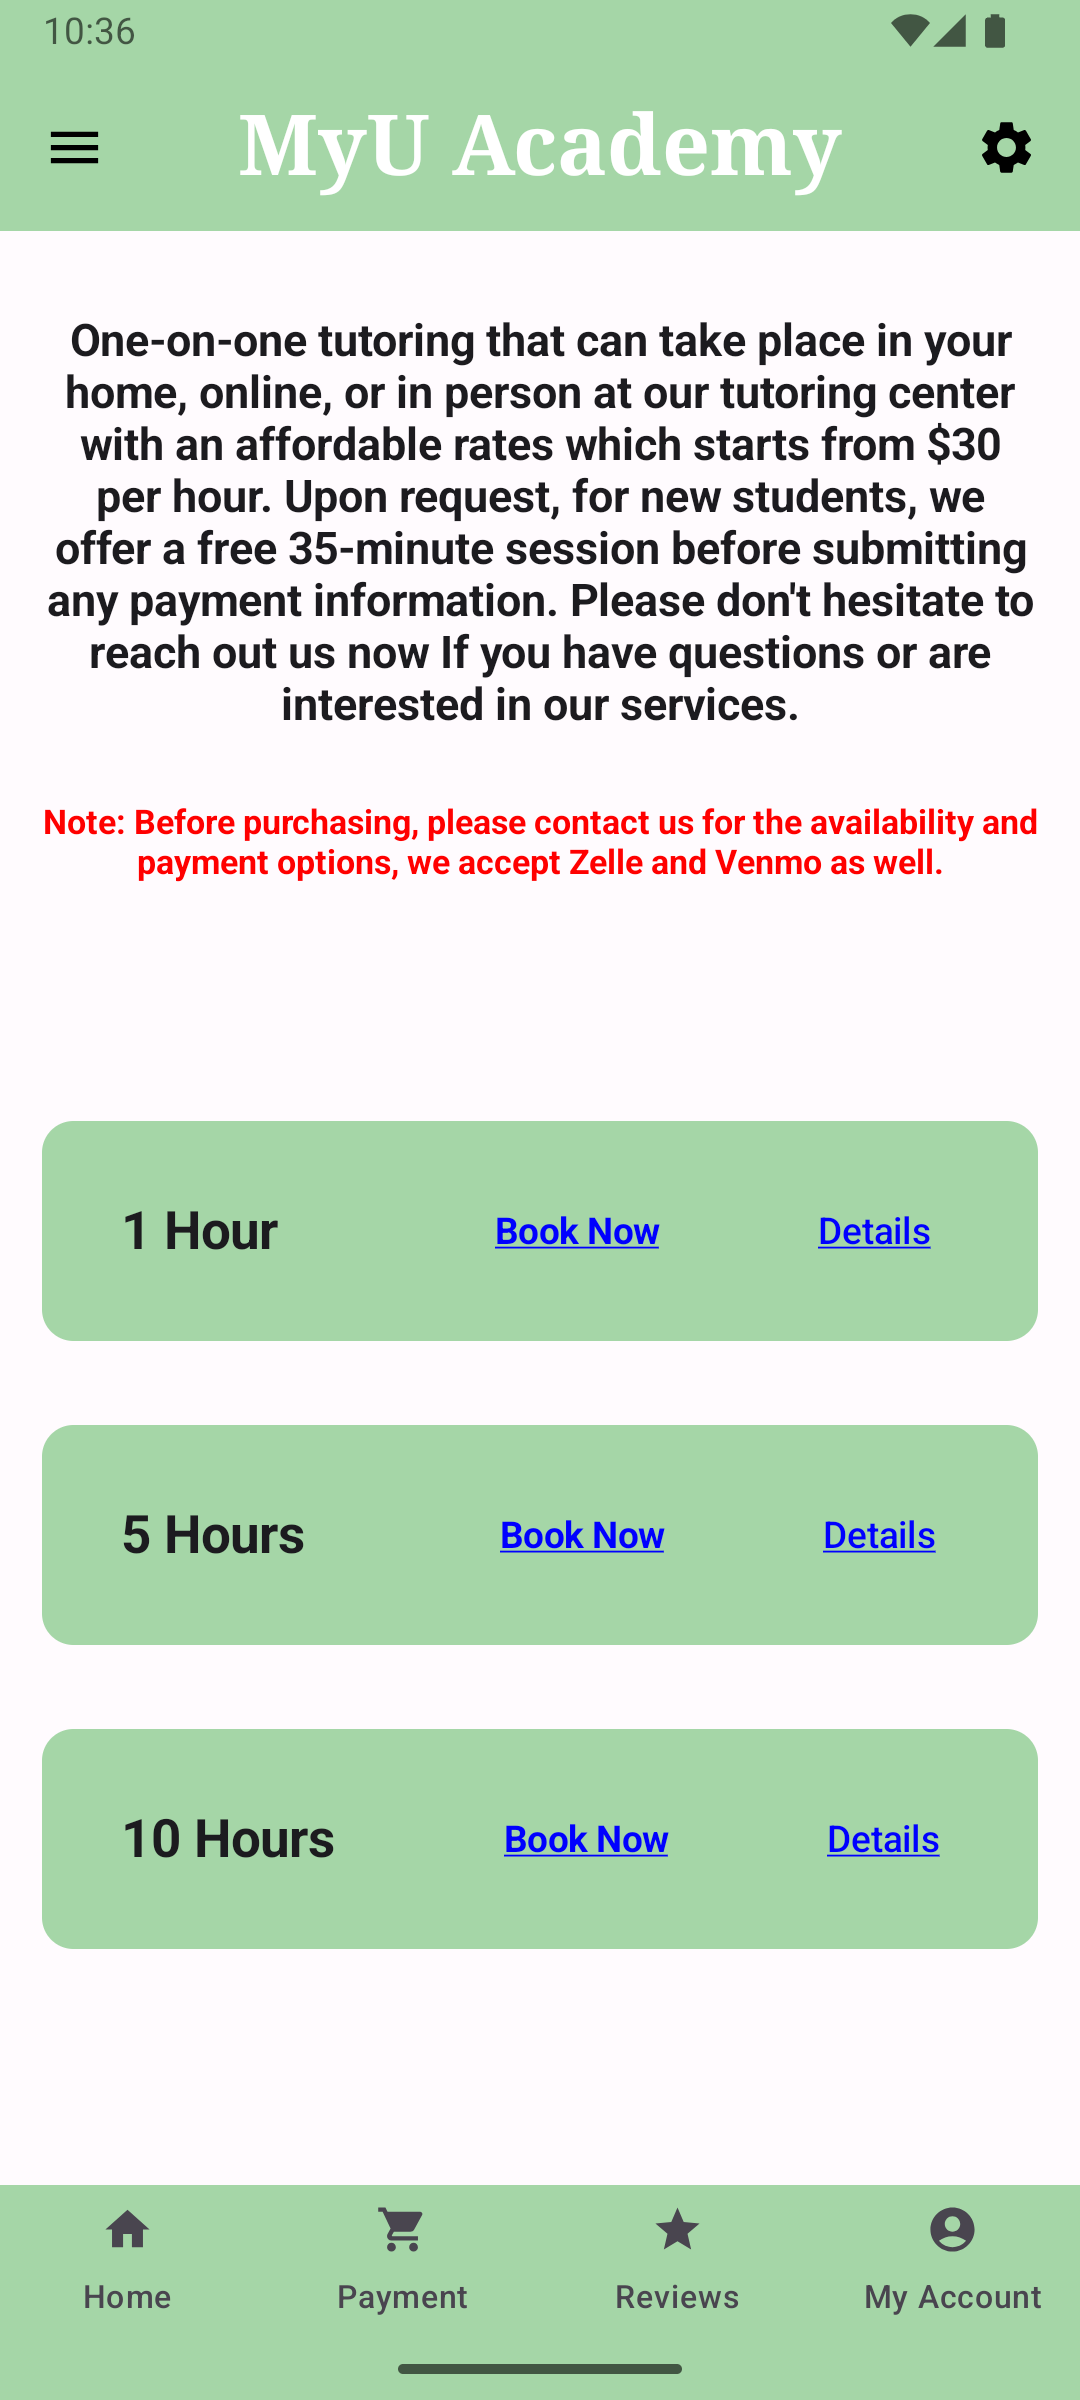 10:36
MyU Academy
One-on-one tutoring that can take place in your
home, online, or in person at our tutoring center
with an affordable rates which starts from $30
per hour. Upon request, for new students, we
offer a free 35-minute session before submitting
any payment information. Please don't hesitate to
reach out us now If you have questions or are
interested in our services.
Note: Before purchasing, please contact us for the availability and
payment options, we accept Zelle and Venmo as well.
1 Hour Book Now Details
5 Hours Book Now Details
10 Hours Book Now Details
Home Payment Reviews My Account